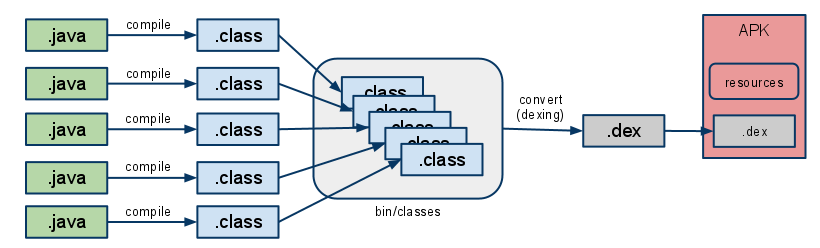 .java
compile
.class
.java
compile
.class
.java
compile
.class
.java
compile
.class
.java
compile
.class
.class
.class
.class
.class
.class
bin/classes
convert
(dexing)
.dex
APK
resources
.dex